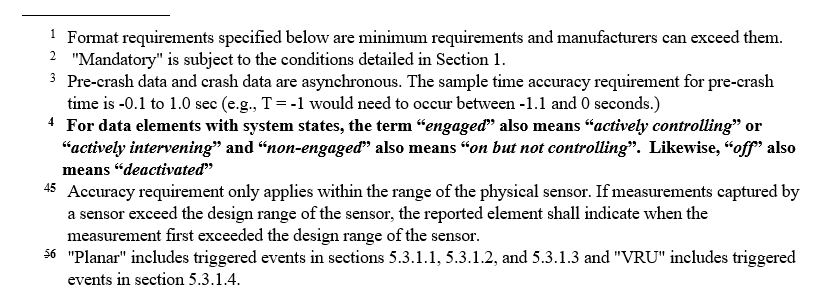 1 Format requirements specified below are minimum requirements and manufacturers can exceed them.
2 "Mandatory" is subject to the conditions detailed in Section 1.
3 Pre-crash data and crash data are asynchronous. The sample time accuracy requirement for pre-crash
time is -0.1 to 1.0 sec (e.g., T = -1 would need to occur between -1.1 and 0 seconds.)
4 For data elements with system states, the term “engaged” also means “actively controlling” or
“actively intervening” and “non-engaged” also means “on but not controlling”. Likewise, “off” also
means “deactivated”
45 Accuracy requirement only applies within the range of the physical sensor. If measurements captured by
a sensor exceed the design range of the sensor, the reported element shall indicate when the
measurement first exceeded the design range of the sensor.
56 "Planar" includes triggered events in sections 5.3.1.1, 5.3.1.2, and 5.3.1.3 and "VRU" includes triggered
events in section 5.3.1.4.